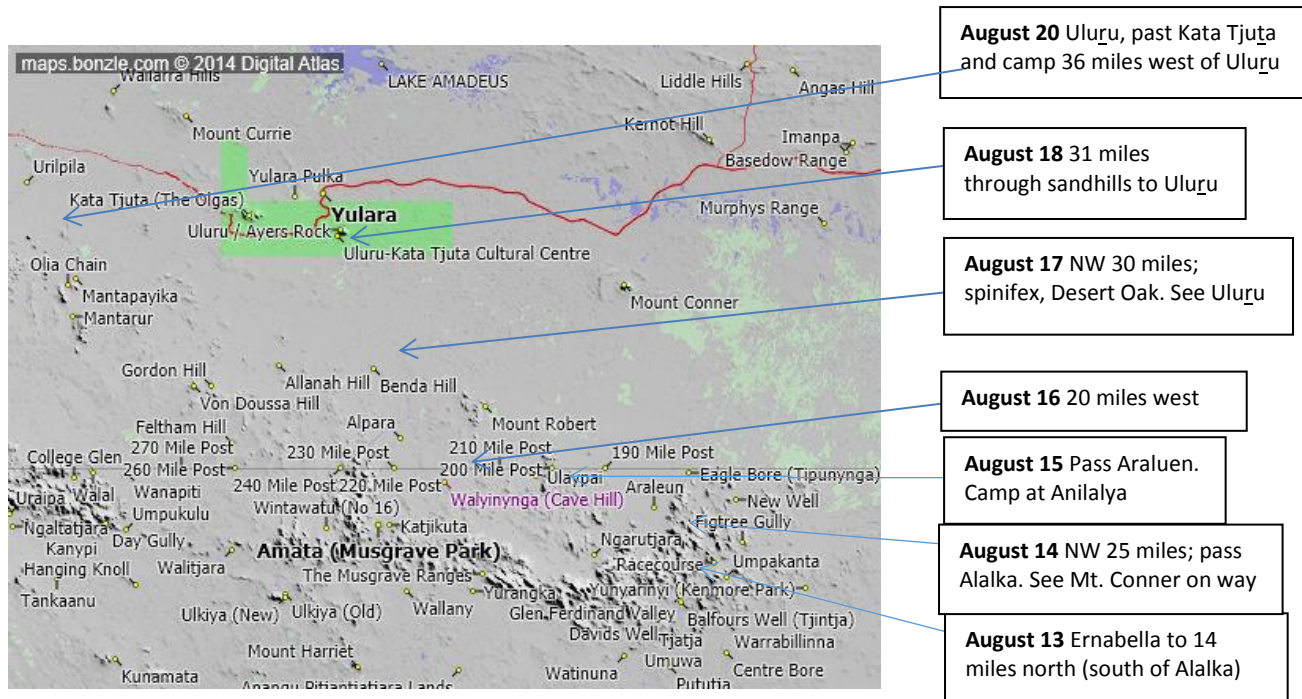 maps.bonzle.com © 2014 Digital Atlas
Wallarra Hills
LAKE AMADEUS
Liddle Hills
Angas Hill
Mount Currie
Kernot Hill
Imanpa
Urilpila
Yulara Pulka
Basedow Range
Kata Tjuta (The Olgas)
Yulara
Murphys Range
Uluru / Ayers Rock
Uluru-Kata Tjuta Cultural Centre
Olia Chain
Mantapayika
Mount Conner
Mantarur
Gordon Hill
Allanah Hill
Benda Hill
Von Doussa Hill
Mount Robert
Feltham Hill
Alpara
270 Mile Post
230 Mile Post
210 Mile Post
190 Mile Post
College Glen
260 Mile Post
200 Mile Post
Eagle Bore (Tipunynga)
Uraipa
Walal
Wanapiti
240 Mile Post
220 Mile Post
Ulaypai
Araleun
New Well
Umpukulu
Wintawatu (No 16)
Walyinynga (Cave Hill)
Figtree Gully
Ngaltatjara
Day Gully
Katjikuta
Kanypi
Walitjara
Amata (Musgrave Park)
Ngarutjara
Umpakanta
Hanging Knoll
The Musgrave Ranges
Racecourse
Tankaanu
Yurangka
Yunyarinyi (Kenmore Park)
Ulkiya (New)
Ulkiya (Old)
Wallany
Glen Ferdinand Valley
Balfours Well (Tjintja)
Davids Well
Tjatja
Warrabillinna
Mount Harriet
Umuwa
Kunamata
Watinuna
Centre Bore
Anangu Pitjantjatjara Lands
Pututja
August 20 Uluṟu, past Kata Tjuṯa
and camp 36 miles west of Uluṟu
August 18 31 miles
through sandhills to Uluṟu
August 17 NW 30 miles;
spinifex, Desert Oak. See Uluṟu
August 16 20 miles west
August 15 Pass Araluen.
Camp at Anilalya
August 14 NW 25 miles; pass
Alalka. See Mt. Conner on way
August 13 Ernabella to 14
miles north (south of Alalka)